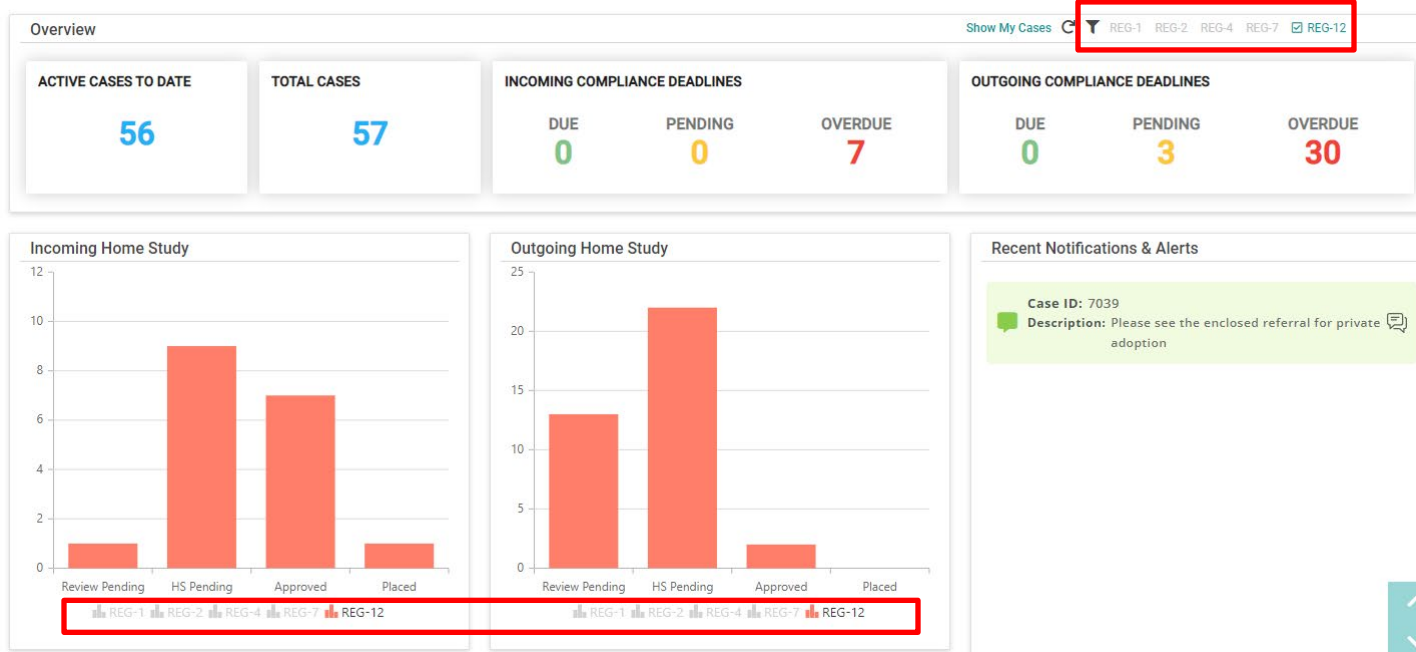 Overview
Show My Cases REG-1 REG-2 REG-4 REG-7 REG-12
ACTIVE CASES TO DATE
56
TOTAL CASES
57
INCOMING COMPLIANCE DEADLINES
DUE PENDING OVERDUE
0 0 7
OUTGOING COMPLIANCE DEADLINES
DUE PENDING OVERDUE
0 3 30
Incoming Home Study
12
10
8
6
4
2
0
Review Pending HS Pending Approved Placed
REG-1 REG-2 REG-4 REG-7 REG-12
Outgoing Home Study
25
20
15
10
5
0
Review Pending HS Pending Approved Placed
REG-1 REG-2 REG-4 REG-7 REG-12
Recent Notifications & Alerts
Case ID: 7039
Description: Please see the enclosed referral for private
adoption